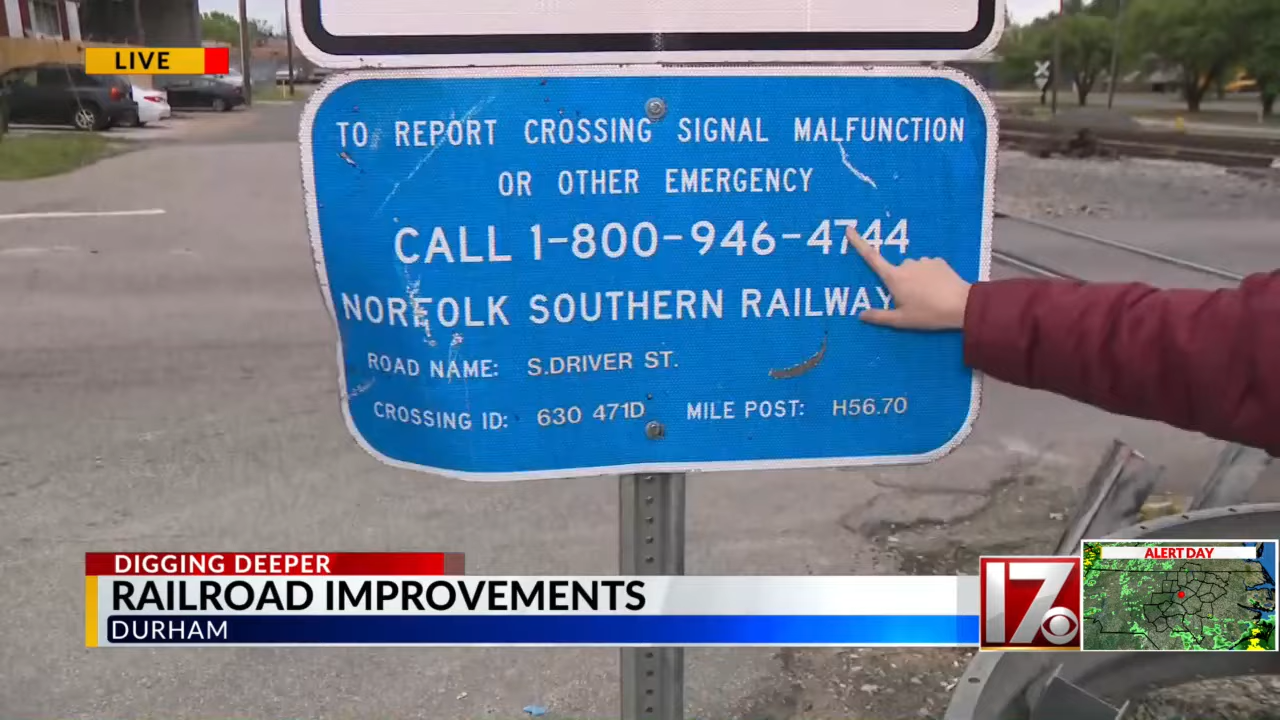 LIVE
TO REPORT CROSSING SIGNAL MALFUNCTION
OR OTHER EMERGENCY
CALL 1-800-946-4744
NORFOLK SOUTHERN RAILWAY
ROAD NAME: S.DRIVER ST.
CROSSING ID: 630 471D MILE POST: H56.70
DIGGING DEEPER
RAILROAD IMPROVEMENTS
DURHAM
17
ALERT DAY